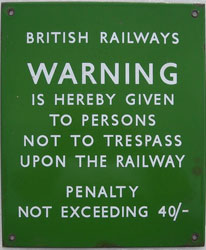 BRITISH RAILWAYS
WARNING
IS HEREBY GIVEN
TO PERSONS
NOT TO TRESPASS
UPON THE RAILWAY
PENALTY
NOT EXCEEDING 40/-